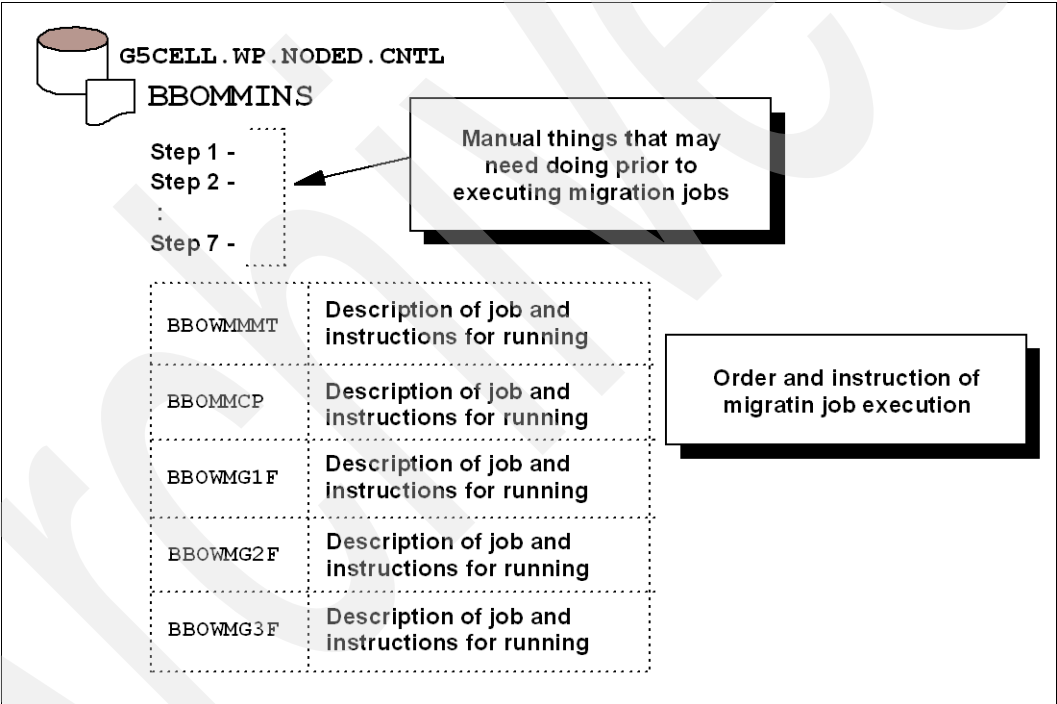 G5CELL.WP.NODED.CNTL
BBOMMINS
Step 1 -
Step 2 -
:
Step 7 -
Manual things that may
need doing prior to
executing migration jobs
BBOWMMMT
Description of job and
instructions for running
BBOMMCP
Description of job and
instructions for running
BBOWMG1F
Description of job and
instructions for running
BBOWMG2F
Description of job and
instructions for running
BBOWMG3F
Description of job and
instructions for running
Order and instruction of
migratin job execution